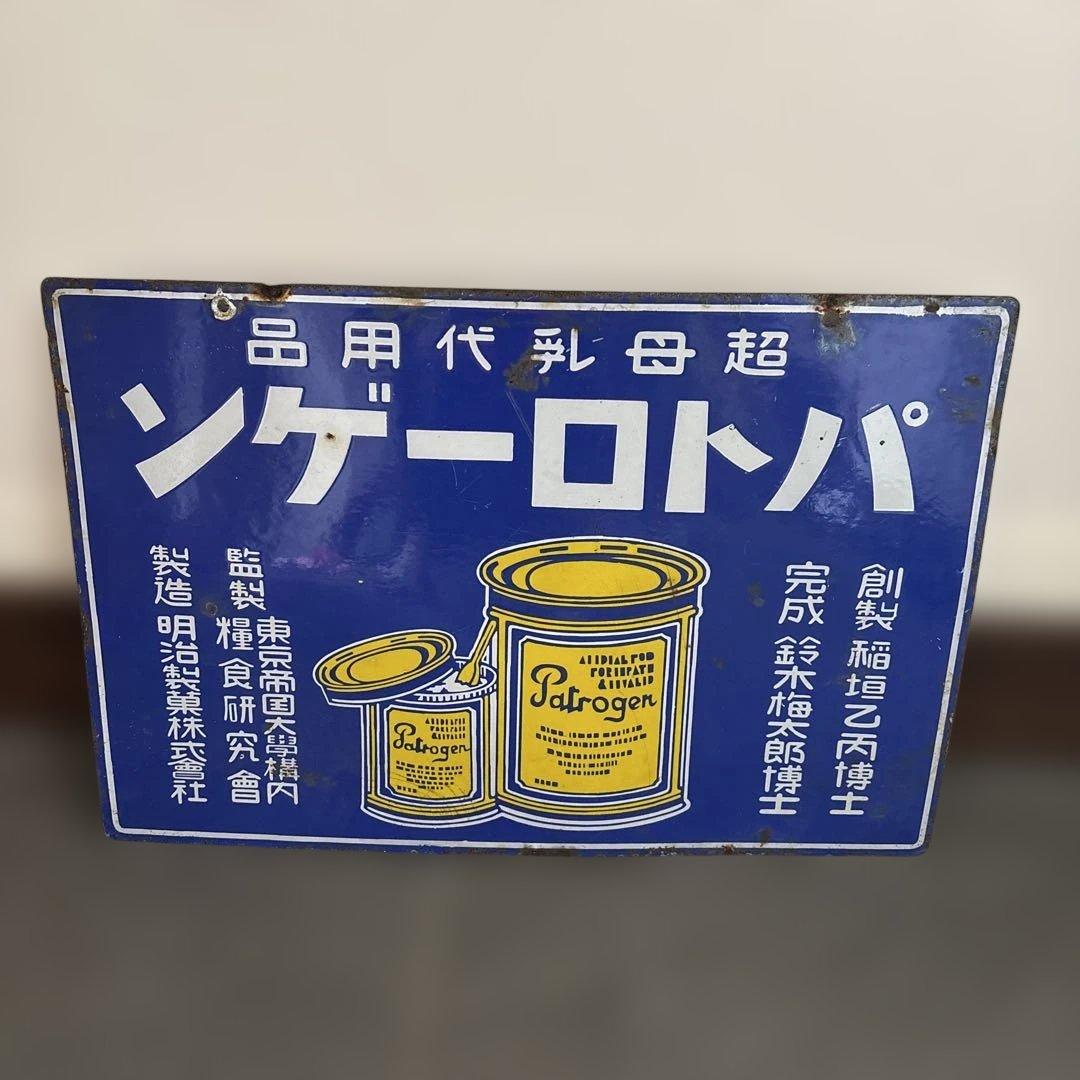 超母乳代用品
パトローゲン
創製 稲垣乙丙博士
完成 鈴木梅太郎博士
Patrogen
Patrogen
東京帝国大學構内
監製 糧食研究會
製造 明治製菓株式會社